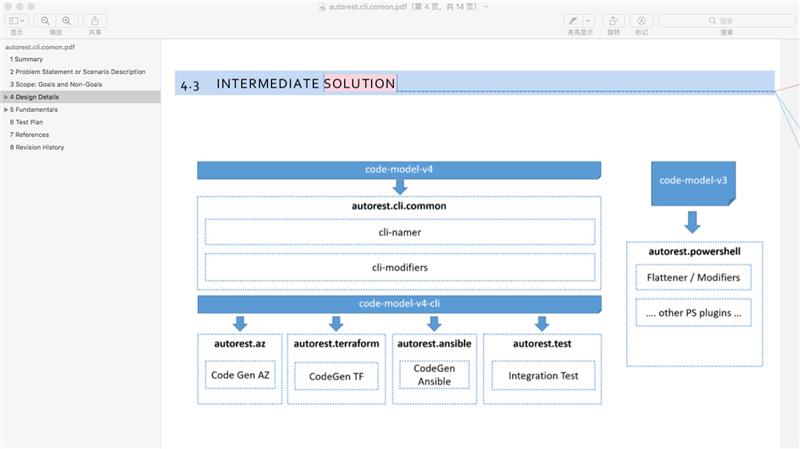 autorest.cli.comon.pdf（第 4 页，共 14 页）
显示
缩放
共享
高亮显示
旋转
标记
搜索
搜索
autorest.cli.comon.pdf
1 Summary
2 Problem Statement or Scenario Description
3 Scope: Goals and Non-Goals
4 Design Details
5 Fundamentals
6 Test Plan
7 References
8 Revision History
4.3 INTERMEDIATE SOLUTION
code-model-v4
autorest.cli.common
cli-namer
cli-modifiers
code-model-v4-cli
autorest.az
Code Gen AZ
autorest.terraform
CodeGen TF
autorest.ansible
CodeGen
Ansible
autorest.test
Integration Test
code-model-v3
autorest.powershell
Flattener / Modifiers
.... other PS plugins ...